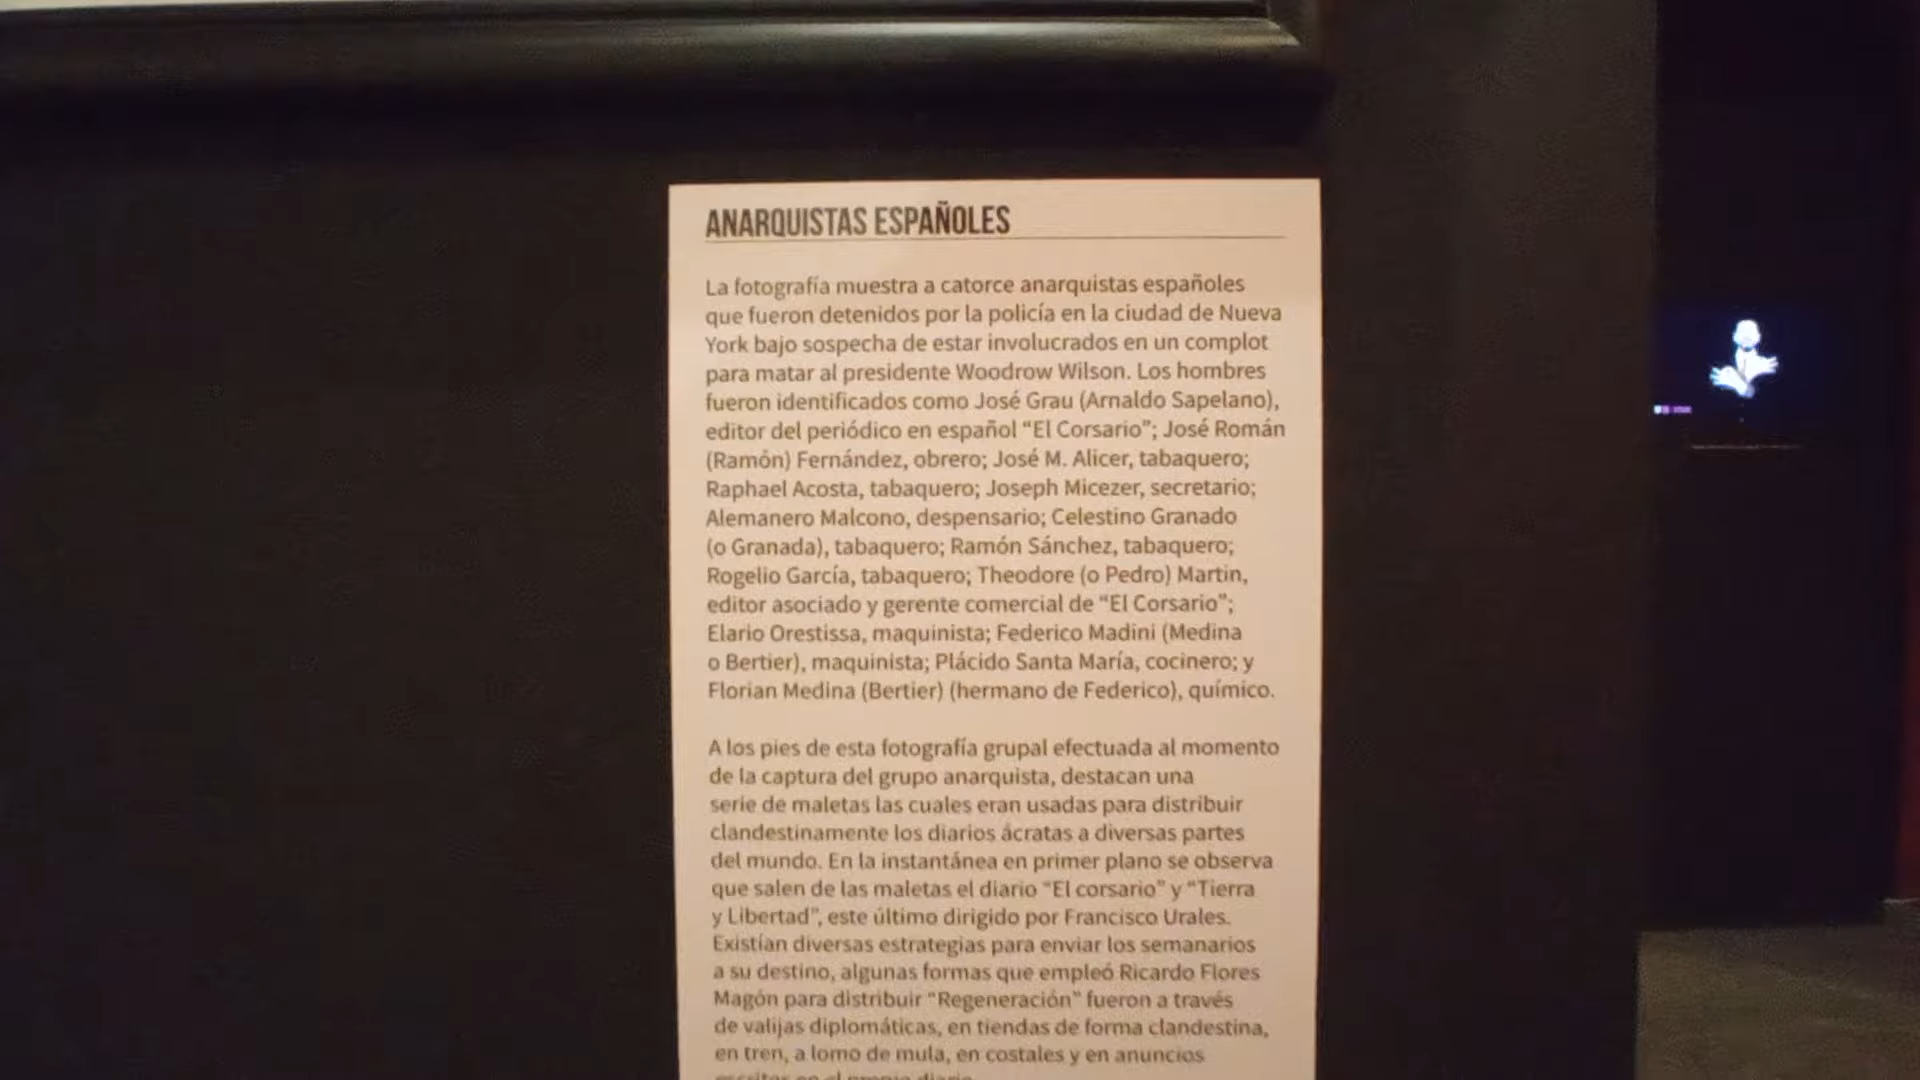 ANARQUISTAS ESPAÑOLES
La fotografía muestra a catorce anarquistas españoles
que fueron detenidos por la policía en la ciudad de Nueva
York bajo sospecha de estar involucrados en un complot
para matar al presidente Woodrow Wilson. Los hombres
fueron identificados como José Grau (Arnaldo Sapelano),
editor del periódico en español “El Corsario”; José Román
(Ramón) Fernández, obrero; José M. Alicer, tabaquero;
Raphael Acosta, tabaquero; Joseph Micezer, secretario;
Alemanero Malcono, despensario; Celestino Granado
(o Granada), tabaquero; Ramón Sánchez, tabaquero;
Rogelio García, tabaquero; Theodore (o Pedro) Martin,
editor asociado y gerente comercial de “El Corsario”;
Elario Orestissa, maquinista; Federico Madini (Medina
o Bertier), maquinista; Plácido Santa María, cocinero; y
Florian Medina (Bertier) (hermano de Federico), químico.
A los pies de esta fotografía grupal efectuada al momento
de la captura del grupo anarquista, destacan una
serie de maletas las cuales eran usadas para distribuir
clandestinamente los diarios ácratas a diversas partes
del mundo. En la instantánea en primer plano se observa
que salen de las maletas el diario “El corsario” y “Tierra
y Libertad”, este último dirigido por Francisco Urales.
Existían diversas estrategias para enviar los semanarios
a su destino, algunas formas que empleó Ricardo Flores
Magón para distribuir “Regeneración” fueron a través
de valijas diplomáticas, en tiendas de forma clandestina,
en tren, a lomo de mula, en costales y en anuncios